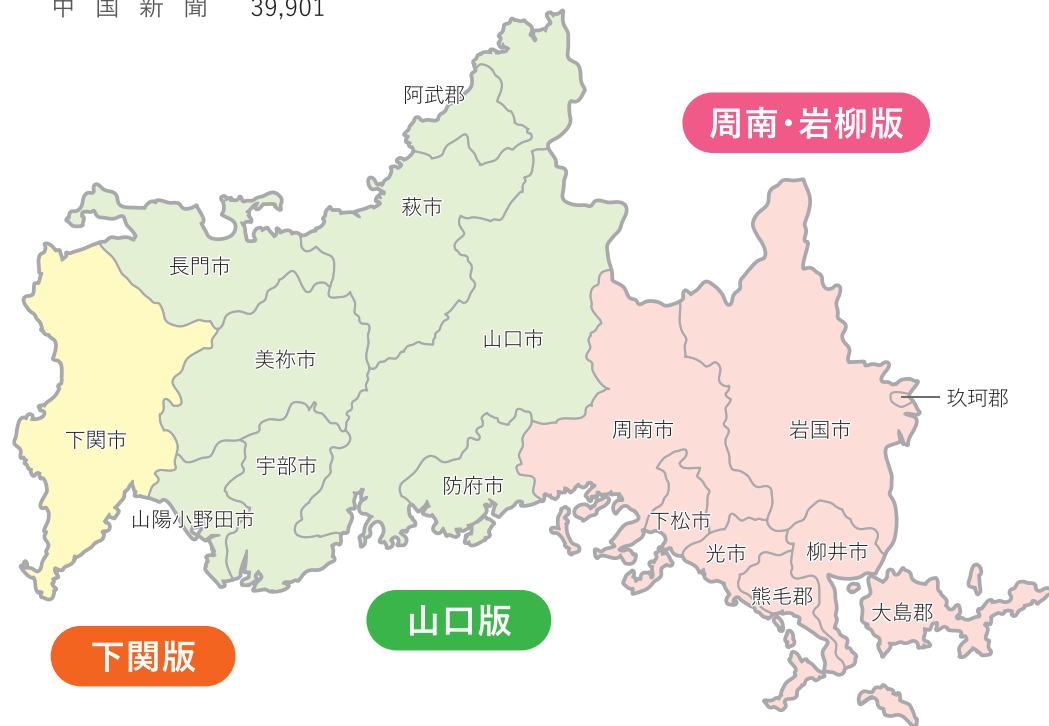 中国新聞 39,901
阿武郡
周南・岩柳版
萩市
長門市
山口市
美祢市
玖珂郡
下関市
周南市
岩国市
宇部市
防府市
山陽小野田市
下松市
光市
柳井市
熊毛郡
大島郡
山口版
下関版